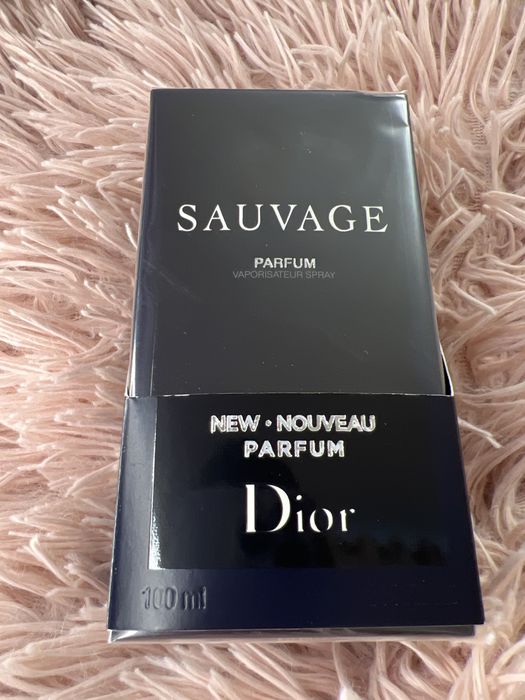 SAUVAGE
PARFUM
VAPORISATEUR SPRAY
NEW · NOUVEAU
PARFUM
Dior
100 ml